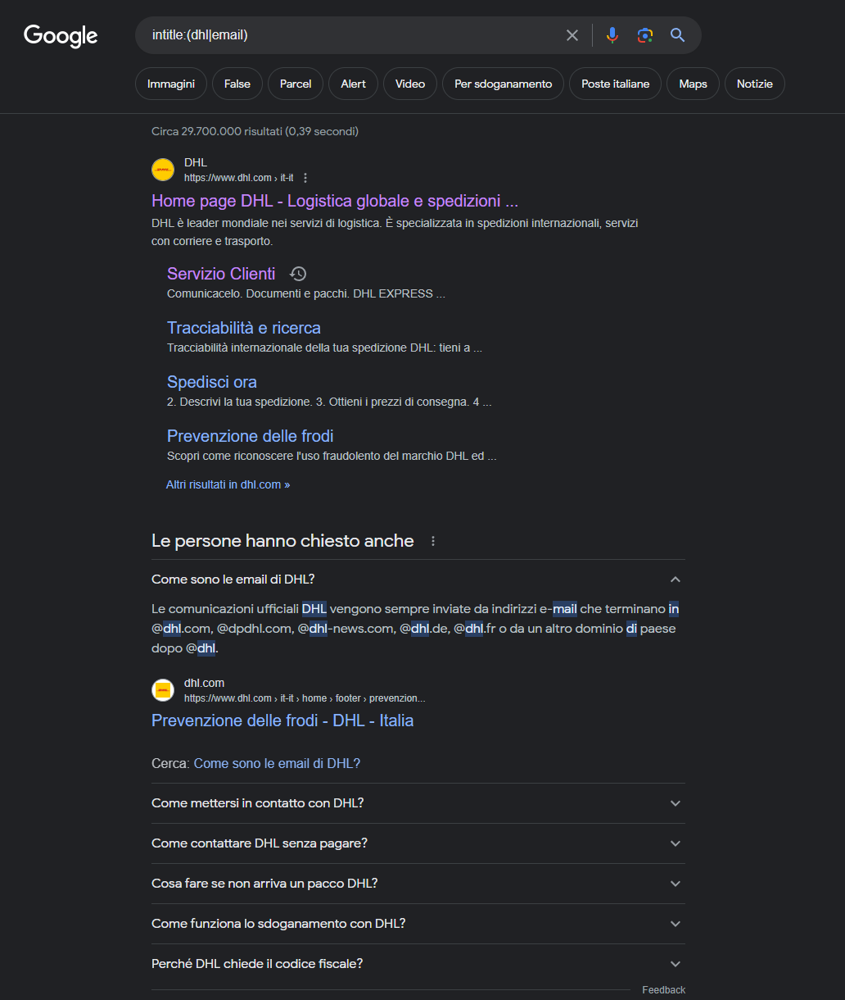 Google
intitle:(dhl|email)
Immagini
False
Parcel
Alert
Video
Per sdoganamento
Poste italiane
Maps
Notizie
Circa 29.700.000 risultati (0,39 secondi)
DHL
https://www.dhl.com › it-it
Home page DHL - Logistica globale e spedizioni ...
DHL è leader mondiale nei servizi di logistica. È specializzata in spedizioni internazionali, servizi
con corriere e trasporto.
Servizio Clienti
Comunicacelo. Documenti e pacchi. DHL EXPRESS ...
Tracciabilità e ricerca
Tracciabilità internazionale della tua spedizione DHL: tieni a ...
Spedisci ora
2. Descrivi la tua spedizione. 3. Ottieni i prezzi di consegna. 4 ...
Prevenzione delle frodi
Scopri come riconoscere l'uso fraudolento del marchio DHL ed ...
Altri risultati in dhl.com »
Le persone hanno chiesto anche
Come sono le email di DHL?
Le comunicazioni ufficiali DHL vengono sempre inviate da indirizzi e-mail che terminano in
@dhl.com, @dpdhl.com, @dhl-news.com, @dhl.de, @dhl.fr o da un altro dominio di paese
dopo @dhl.
dhl.com
https://www.dhl.com › it-it › home › footer › prevenzion...
Prevenzione delle frodi - DHL - Italia
Cerca: Come sono le email di DHL?
Come mettersi in contatto con DHL?
Come contattare DHL senza pagare?
Cosa fare se non arriva un pacco DHL?
Come funziona lo sdoganamento con DHL?
Perché DHL chiede il codice fiscale?
Feedback